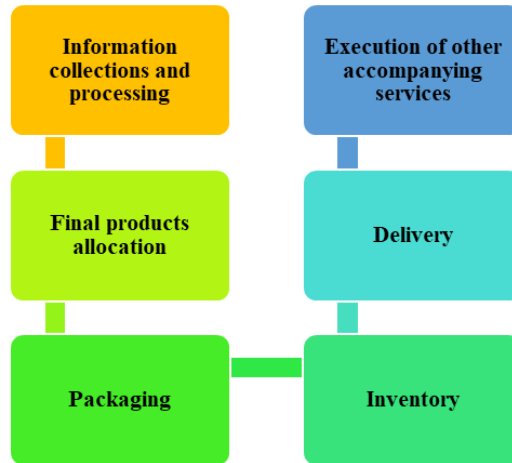 Information
collections and
processing
Final products
allocation
Packaging
Inventory
Delivery
Execution of other
accompanying
services